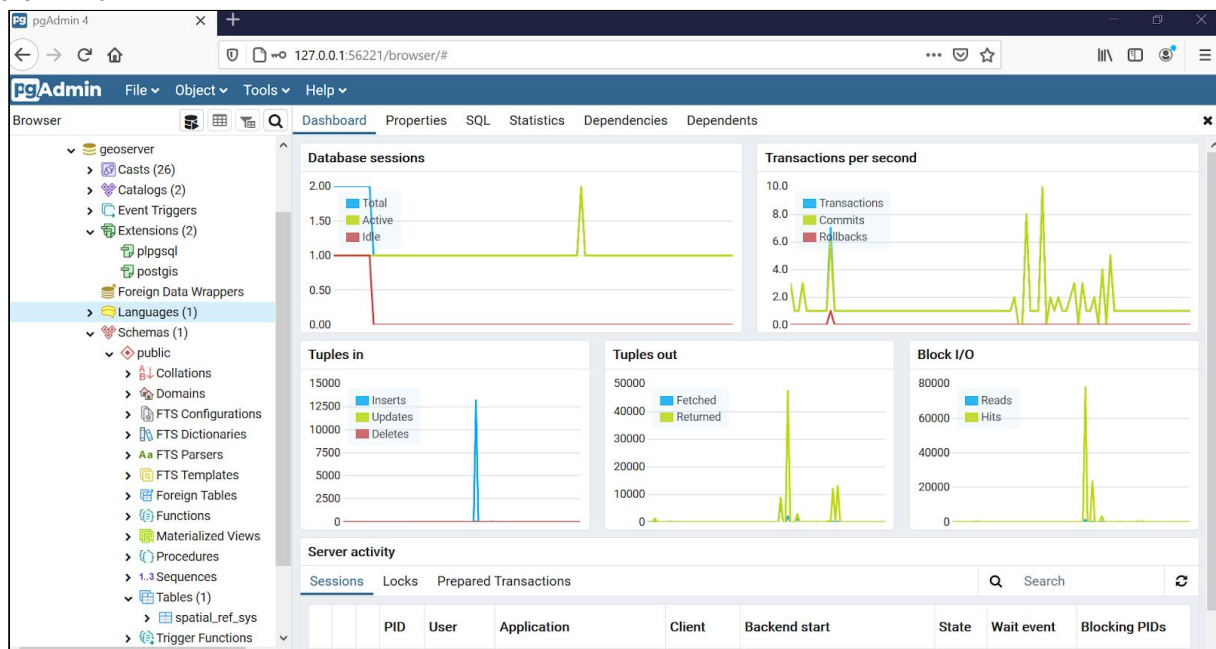 pgAdmin 4
127.0.0.1:56221/browser/#
pgAdmin File Object Tools Help
Browser
Dashboard Properties SQL Statistics Dependencies Dependents
geoserver
Casts (26)
Catalogs (2)
Event Triggers
Extensions (2)
plpgsql
postgis
Foreign Data Wrappers
Languages (1)
Schemas (1)
public
Collations
Domains
FTS Configurations
FTS Dictionaries
Aa FTS Parsers
FTS Templates
Foreign Tables
Functions
Materialized Views
Procedures
1..3 Sequences
Tables (1)
spatial_ref_sys
Trigger Functions
Database sessions
2.00
1.50
1.00
0.50
0.00
Total
Active
Idle
Transactions per second
10.0
8.0
6.0
4.0
2.0
0.0
Transactions
Commits
Rollbacks
Tuples in
15000
12500
10000
7500
5000
2500
0
Inserts
Updates
Deletes
Tuples out
50000
40000
30000
20000
10000
0
Fetched
Returned
Block I/O
80000
60000
40000
20000
0
Reads
Hits
Server activity
Sessions Locks Prepared Transactions
Search
PID User Application Client Backend start State Wait event Blocking PIDs